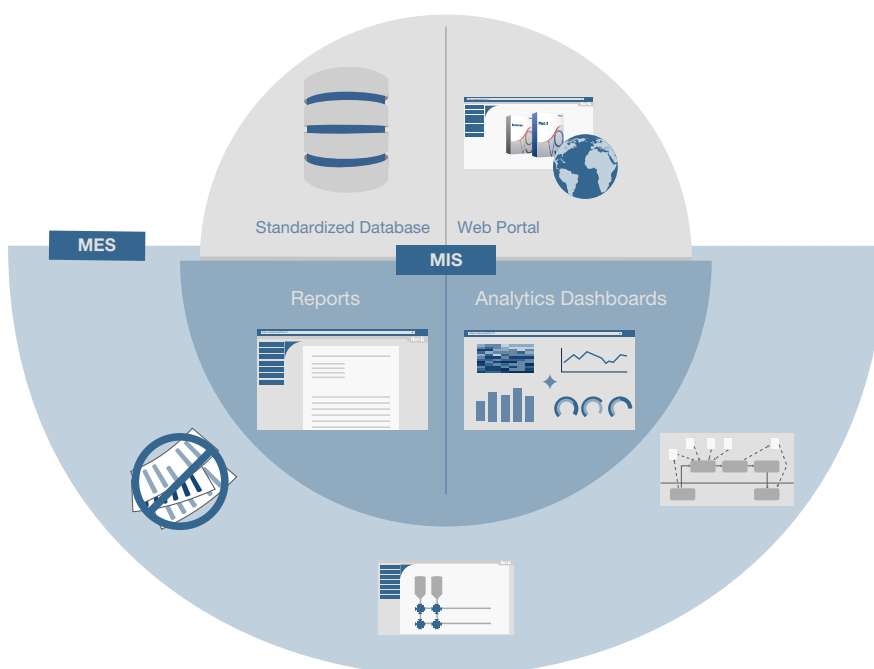 Standardized Database
Web Portal
MES
MIS
Reports
Analytics Dashboards